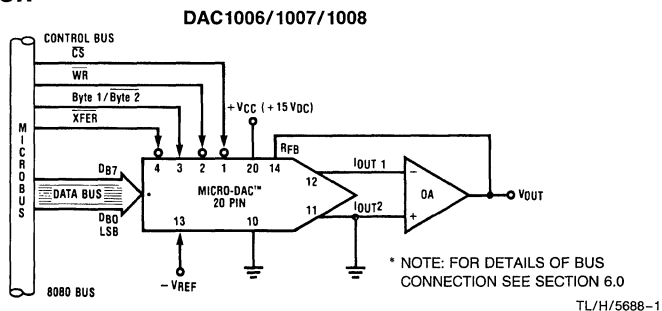 DAC1006/1007/1008
CONTROL BUS
CS
WR
Byte 1/Byte 2
XFER
+VCC (+15 VDC)
RFB
4 3 2 1 20 14
IOUT 1
12
MICROBUS
DB7
DATA BUS
DB0
LSB
MICRO-DAC™
20 PIN
13 10
11
IOUT2
-
OA
+
VOUT
-VREF
8080 BUS
* NOTE: FOR DETAILS OF BUS
CONNECTION SEE SECTION 6.0
TL/H/5688-1